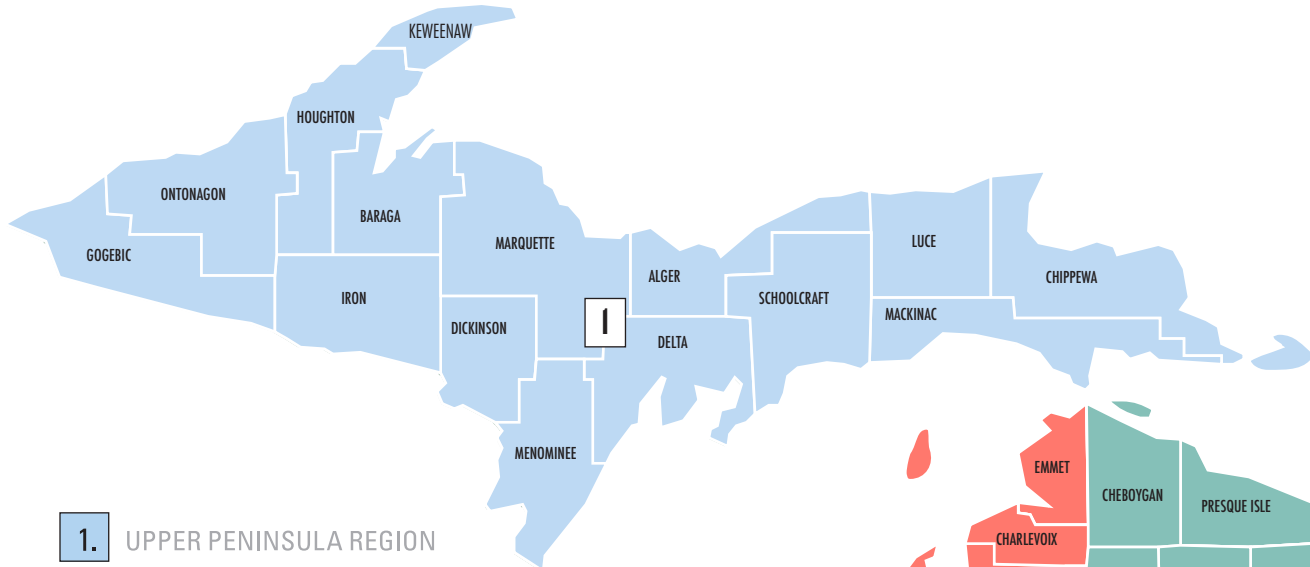 KEWEENAW
HOUGHTON
ONTONAGON
BARAGA
GOGEBIC
MARQUETTE
LUCE
ALGER
CHIPPEWA
IRON
SCHOOLCRAFT
MACKINAC
1
DICKINSON
DELTA
MENOMINEE
EMMET
CHEBOYGAN
PRESQUE ISLE
CHARLEVOIX
1. UPPER PENINSULA REGION